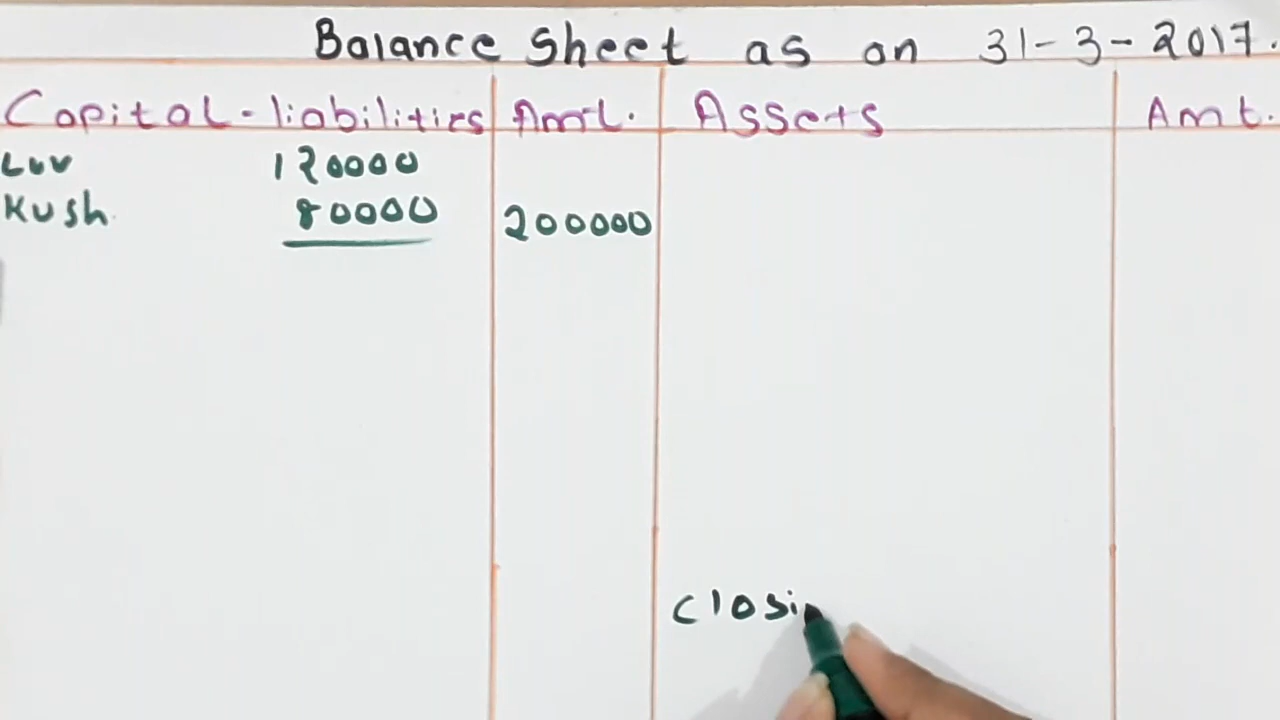 Balance Sheet as on 31-3-2017.
Capital-liabilities Amt. Assets Amt.
Luv 120000
Kush 80000 200000
Closi